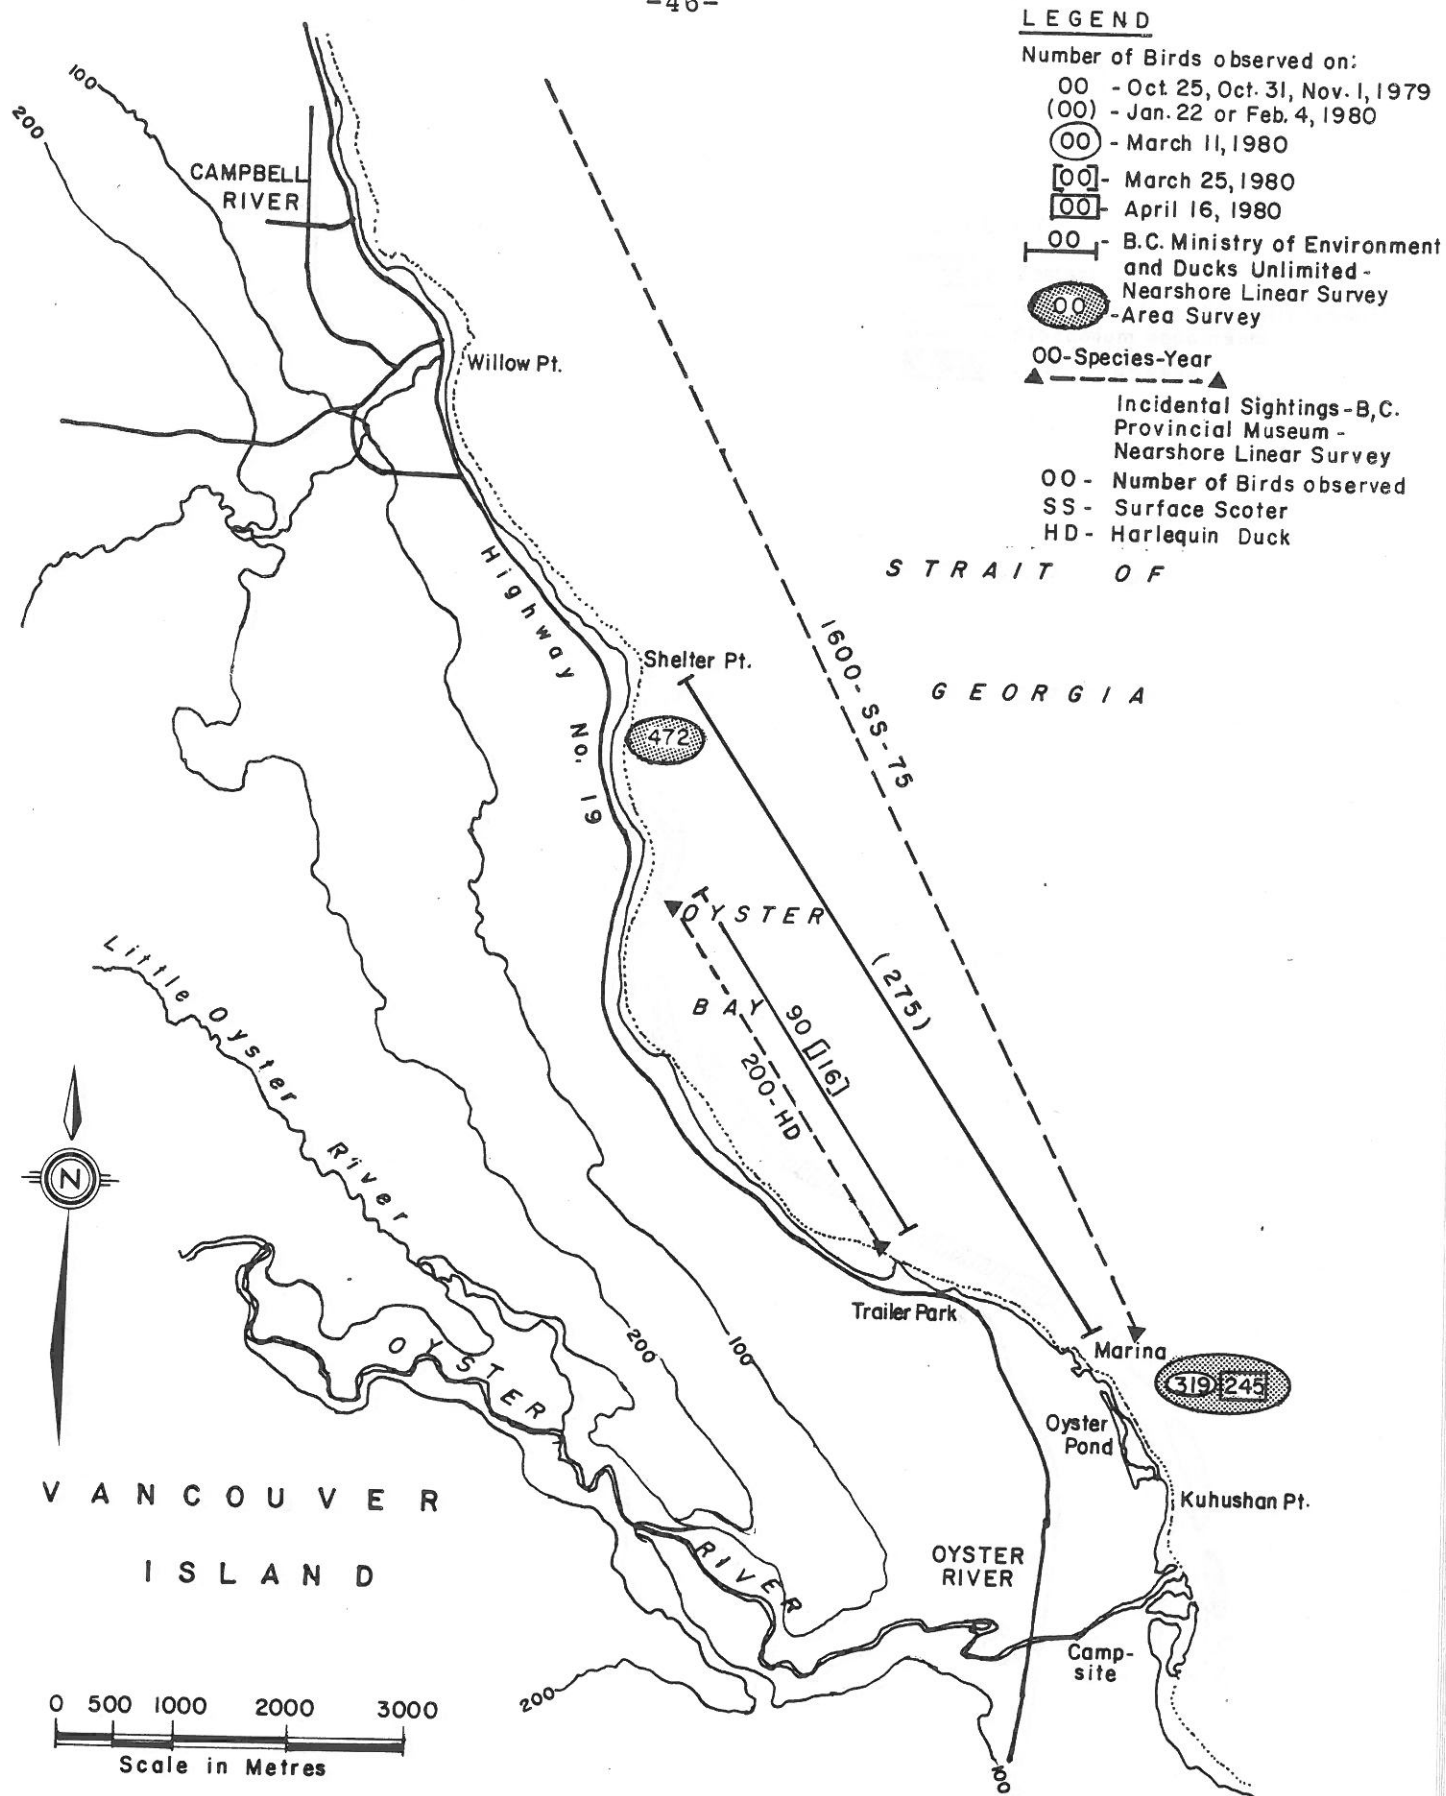 -46-
LEGEND
Number of Birds observed on:
00 - Oct. 25, Oct. 31, Nov. 1, 1979
(00) - Jan. 22 or Feb. 4, 1980
00 - March 11, 1980
[00] - March 25, 1980
00 - April 16, 1980
00 - B.C. Ministry of Environment
and Ducks Unlimited -
Nearshore Linear Survey
00 - Area Survey
00-Species-Year
Incidental Sightings-B,C.
Provincial Museum -
Nearshore Linear Survey
00 - Number of Birds observed
SS - Surface Scoter
HD - Harlequin Duck
100
200
CAMPBELL
RIVER
Willow Pt.
STRAIT OF
GEORGIA
Highway No. 19
Shelter Pt.
472
1600-SS-75
OYSTER
BAY
(275)
90 [116]
200-HD
Little Oyster River
N
Trailer Park
Marina
319 245
Oyster
Pond
Kuhushan Pt.
200
100
OYSTER
RIVER
VANCOUVER
ISLAND
OYSTER
RIVER
Camp-
site
200
100
0 500 1000 2000 3000
Scale in Metres